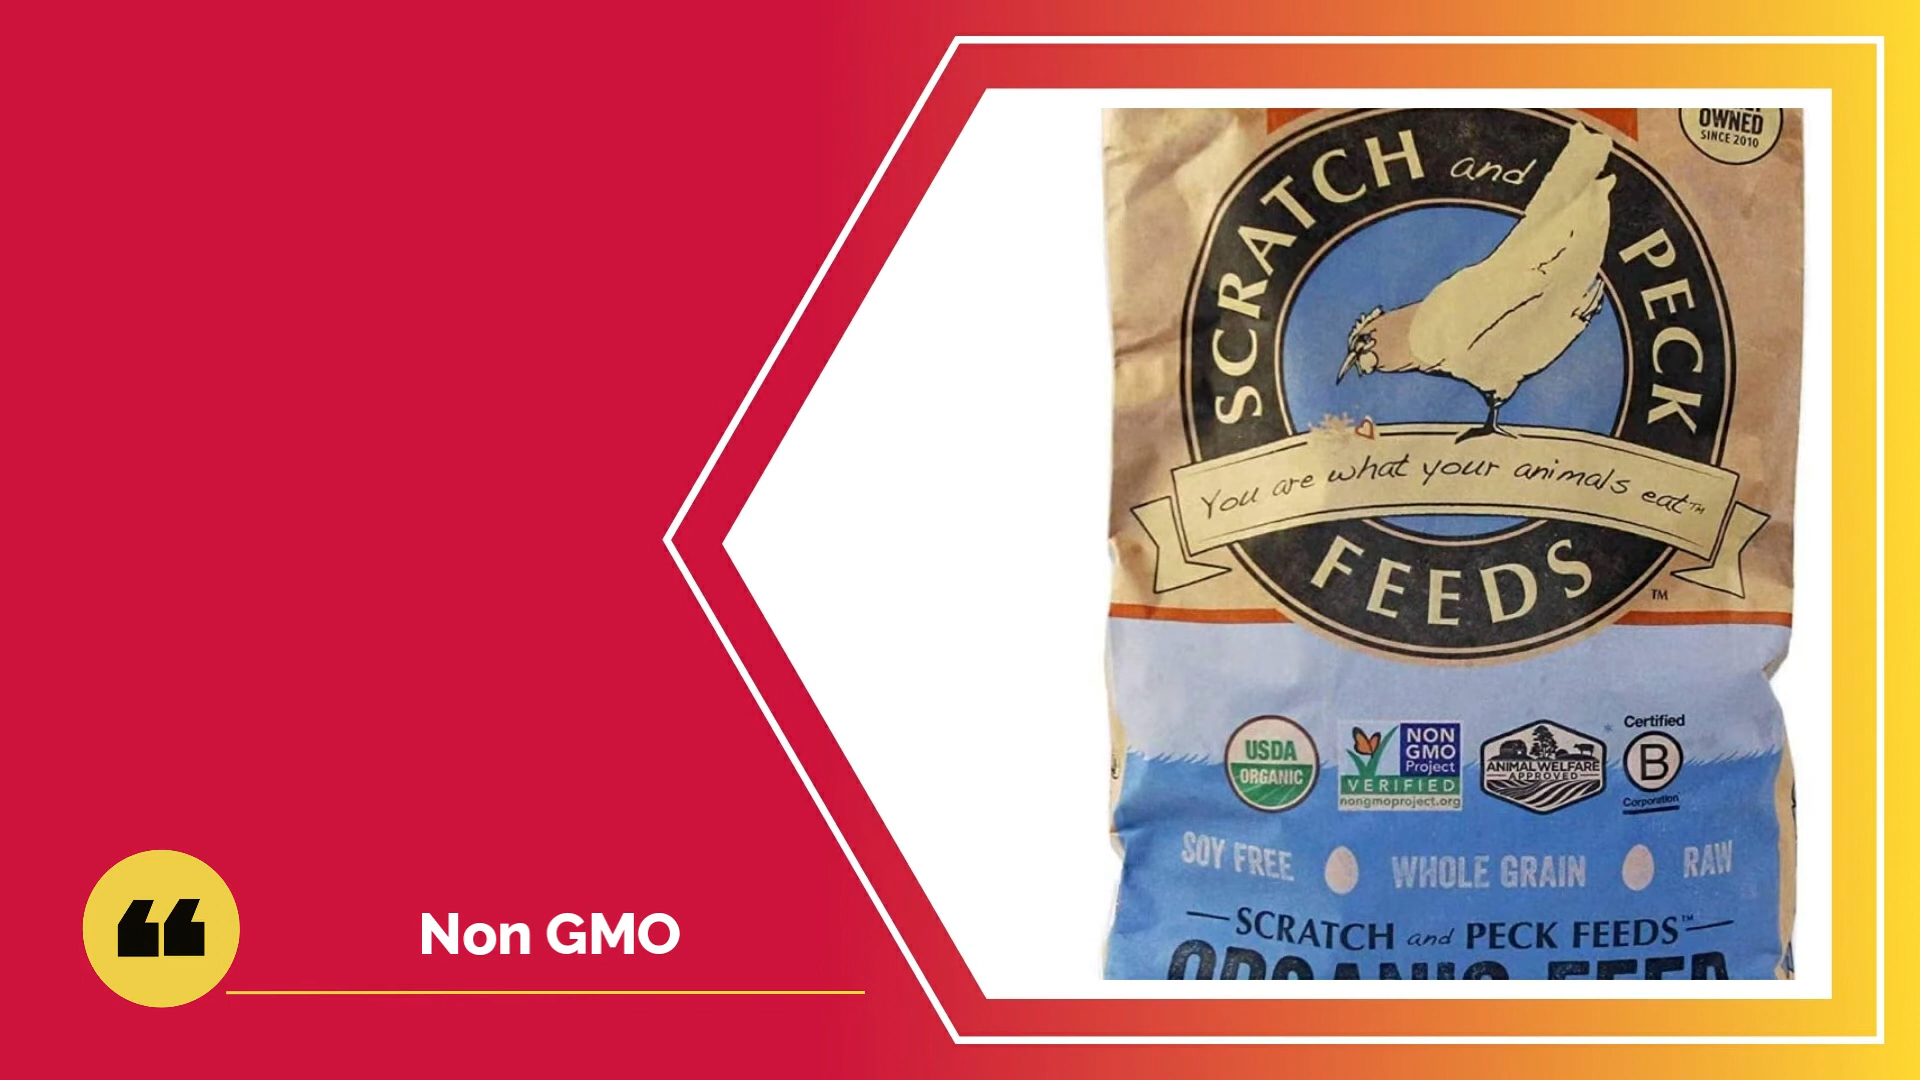 Non GMO
OWNED
SINCE 2010
SCRATCH and PECK
You are what your animals eat™
FEEDS
TM
USDA
ORGANIC
NON
GMO
Project
VERIFIED
nongmoproject.org
ANIMAL WELFARE
APPROVED
Certified
B
Corporation
SOY FREE WHOLE GRAIN RAW
SCRATCH and PECK FEEDS™
ORGANIC FEED